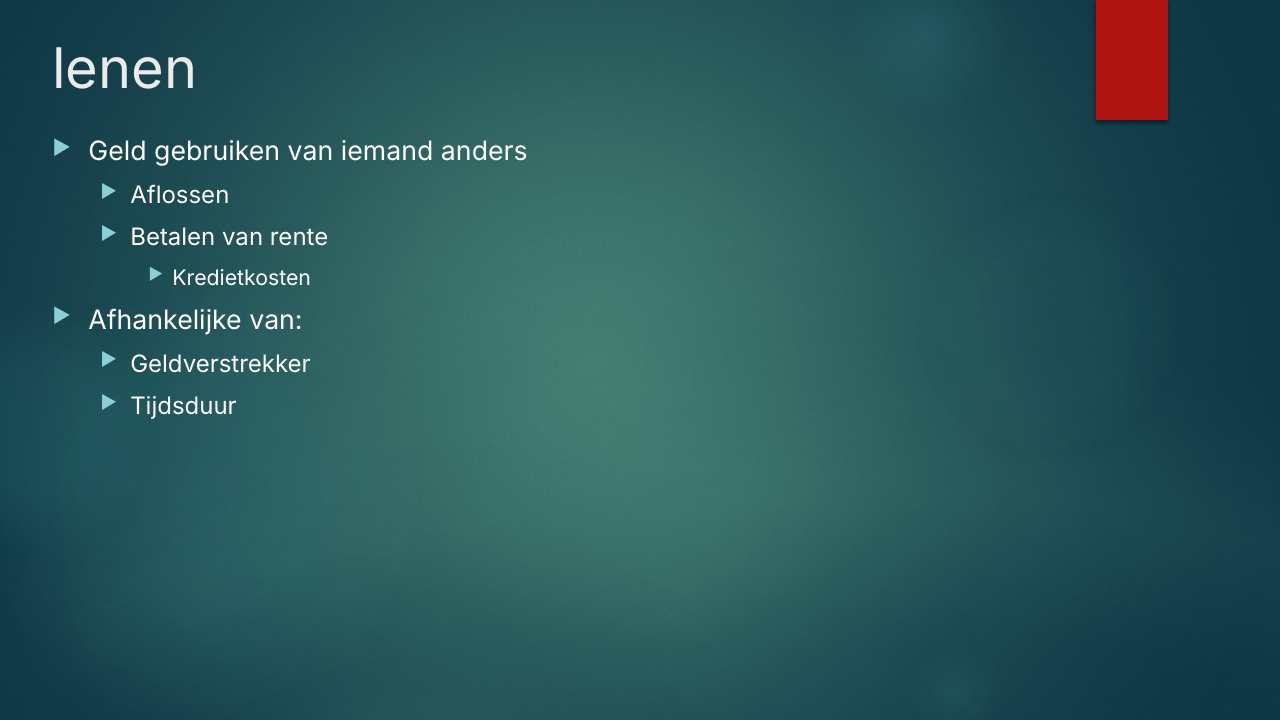 lenen
Geld gebruiken van iemand anders
Aflossen
Betalen van rente
Kredietkosten
Afhankelijke van:
Geldverstrekker
Tijdsduur